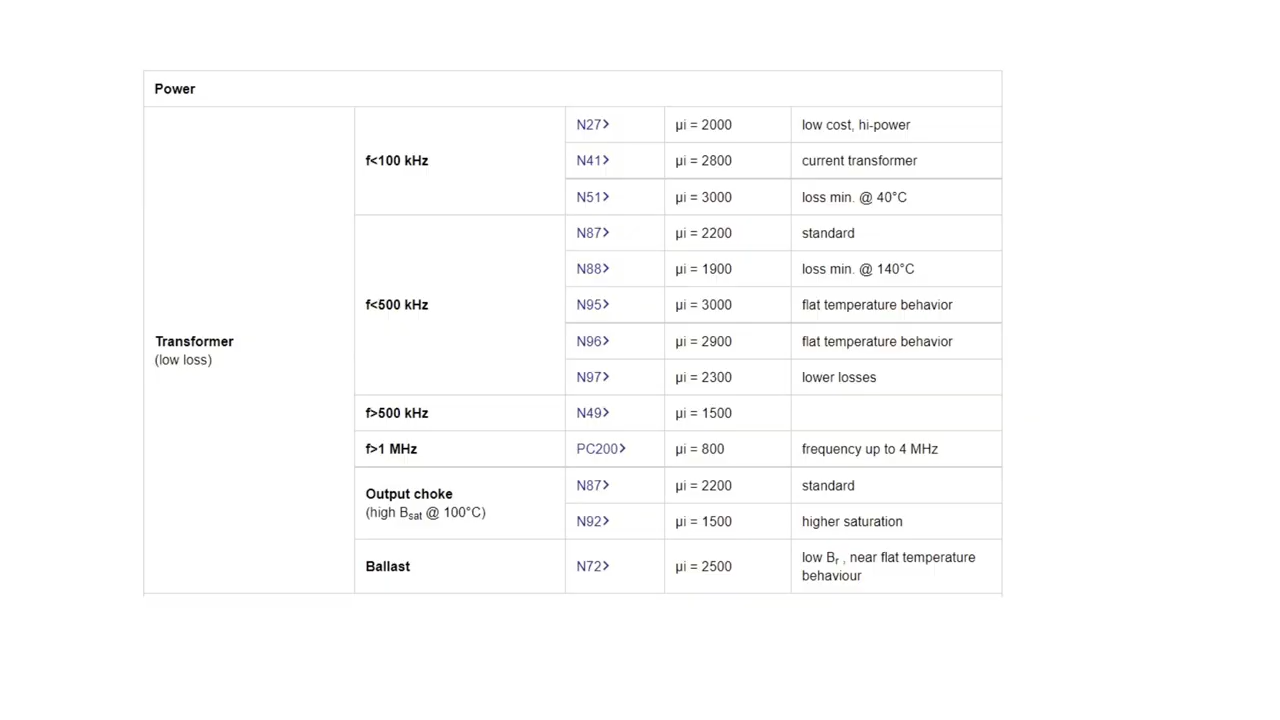 Power
Transformer
(low loss)
f<100 kHz
N27> µi = 2000 low cost, hi-power
N41> µi = 2800 current transformer
N51> µi = 3000 loss min. @ 40°C
f<500 kHz
N87> µi = 2200 standard
N88> µi = 1900 loss min. @ 140°C
N95> µi = 3000 flat temperature behavior
N96> µi = 2900 flat temperature behavior
N97> µi = 2300 lower losses
f>500 kHz N49> µi = 1500
f>1 MHz PC200> µi = 800 frequency up to 4 MHz
Output choke
(high Bsat @ 100°C)
N87> µi = 2200 standard
N92> µi = 1500 higher saturation
Ballast N72> µi = 2500 low Br , near flat temperature
behaviour